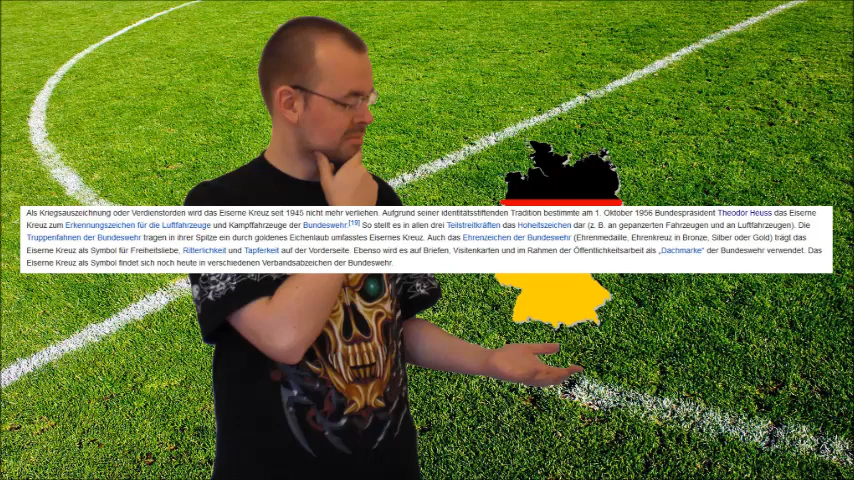 Als Kriegsauszeichnung oder Verdienstorden wird das Eiserne Kreuz seit 1945 nicht mehr verliehen. Aufgrund seiner identitätsstiftenden Tradition bestimmte am 1. Oktober 1956 Bundespräsident Theodor Heuss das Eiserne
Kreuz zum Erkennungszeichen für die Luftfahrzeuge und Kampffahrzeuge der Bundeswehr.[19] So stellt es in allen drei Teilstreitkräften das Hoheitszeichen dar (z. B. an gepanzerten Fahrzeugen und an Luftfahrzeugen). Die
Truppenfahnen der Bundeswehr tragen in ihrer Spitze ein durch goldenes Eichenlaub umfasstes Eisernes Kreuz. Auch das Ehrenzeichen der Bundeswehr (Ehrenmedaille, Ehrenkreuz in Bronze, Silber oder Gold) trägt das
Eiserne Kreuz als Symbol für Freiheitsliebe, Ritterlichkeit und Tapferkeit auf der Vorderseite. Ebenso wird es auf Briefen, Visitenkarten und im Rahmen der Öffentlichkeitsarbeit als „Dachmarke“ der Bundeswehr verwendet. Das
Eiserne Kreuz als Symbol findet sich noch heute in verschiedenen Verbandsabzeichen der Bundeswehr.